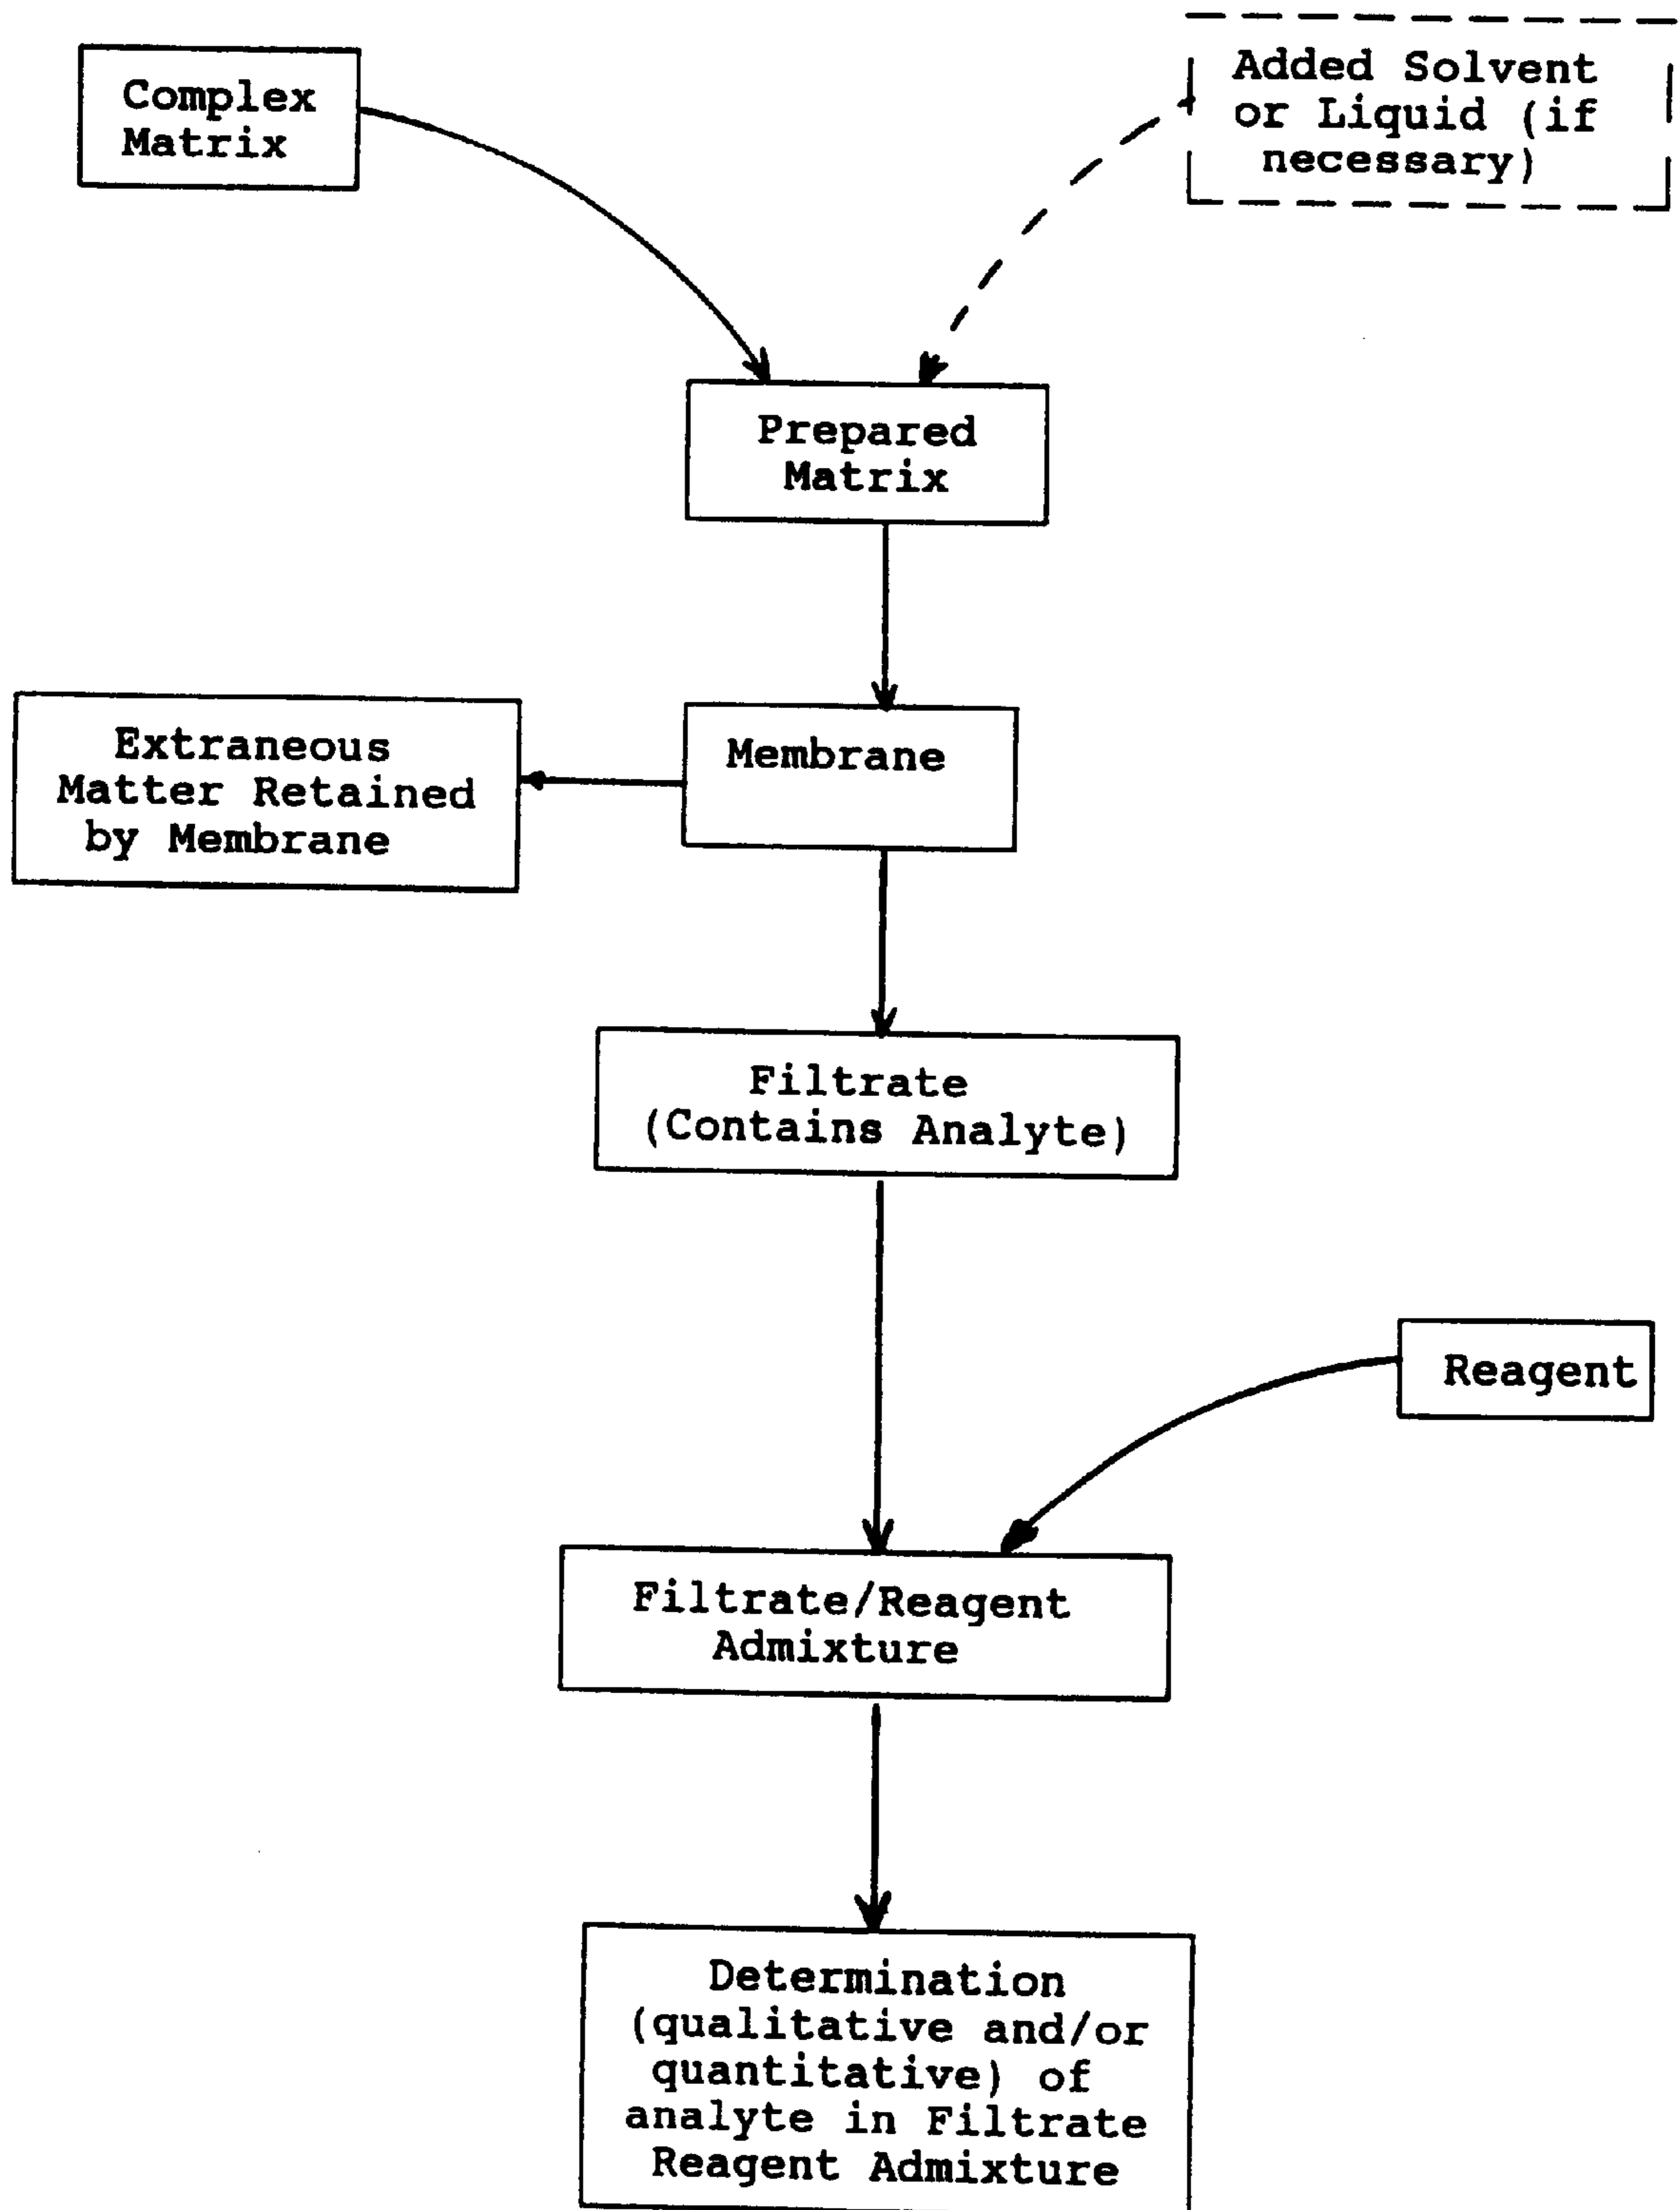 Complex
Matrix
Added Solvent
or Liquid (if
necessary)
Prepared
Matrix
Extraneous
Matter Retained
by Membrane
Membrane
Filtrate
(Contains Analyte)
Reagent
Filtrate/Reagent
Admixture
Determination
(qualitative and/or
quantitative) of
analyte in Filtrate
Reagent Admixture